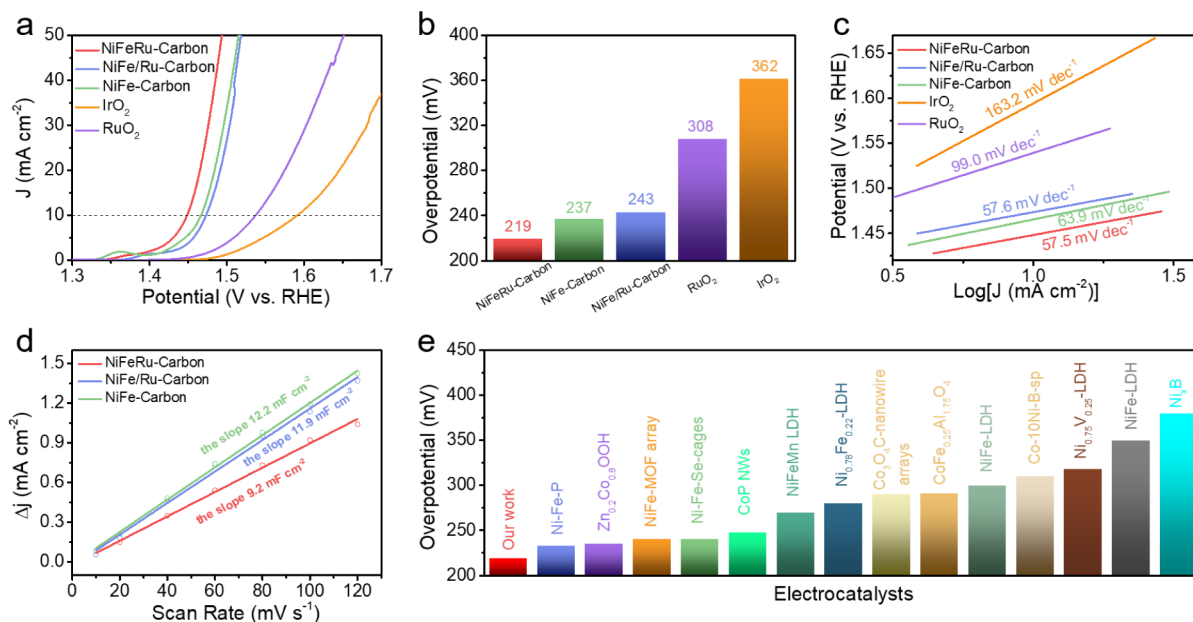 a
50
40
30
20
10
0
J (mA cm⁻²)
NiFeRu-Carbon
NiFe/Ru-Carbon
NiFe-Carbon
IrO₂
RuO₂
1.3 1.4 1.5 1.6 1.7
Potential (V vs. RHE)
b
400
360
320
280
240
200
Overpotential (mV)
219
237
243
308
362
NiFeRu-Carbon
NiFe-Carbon
NiFe/Ru-Carbon
RuO₂
IrO₂
c
1.65
1.60
1.55
1.50
1.45
Potential (V vs. RHE)
NiFeRu-Carbon
NiFe/Ru-Carbon
NiFe-Carbon
IrO₂
RuO₂
163.2 mV dec⁻¹
99.0 mV dec⁻¹
57.6 mV dec⁻¹
63.9 mV dec⁻¹
57.5 mV dec⁻¹
0.5 1.0 1.5
Log[J (mA cm⁻²)]
d
1.5
1.2
0.9
0.6
0.3
0.0
Δj (mA cm⁻²)
NiFeRu-Carbon
NiFe/Ru-Carbon
NiFe-Carbon
the slope 12.2 mF cm⁻²
the slope 11.9 mF cm⁻²
the slope 9.2 mF cm⁻²
0 20 40 60 80 100 120
Scan Rate (mV s⁻¹)
e
450
400
350
300
250
200
Overpotential (mV)
Our work
Ni-Fe-P
Zn₀.₂Co₀.₈OOH
NiFe-MOF array
Ni-Fe-Se-cages
CoP NWs
NiFeMn LDH
Ni₀.₇₈Fe₀.₂₂-LDH
Co₃O₄C-nanowire
arrays
CoFe₀.₂₅Al₁.₇₅O₄
NiFe-LDH
Co-10Ni-B-sp
Ni₀.₇₅V₀.₂₅-LDH
NiFe-LDH
NiₓB
Electrocatalysts